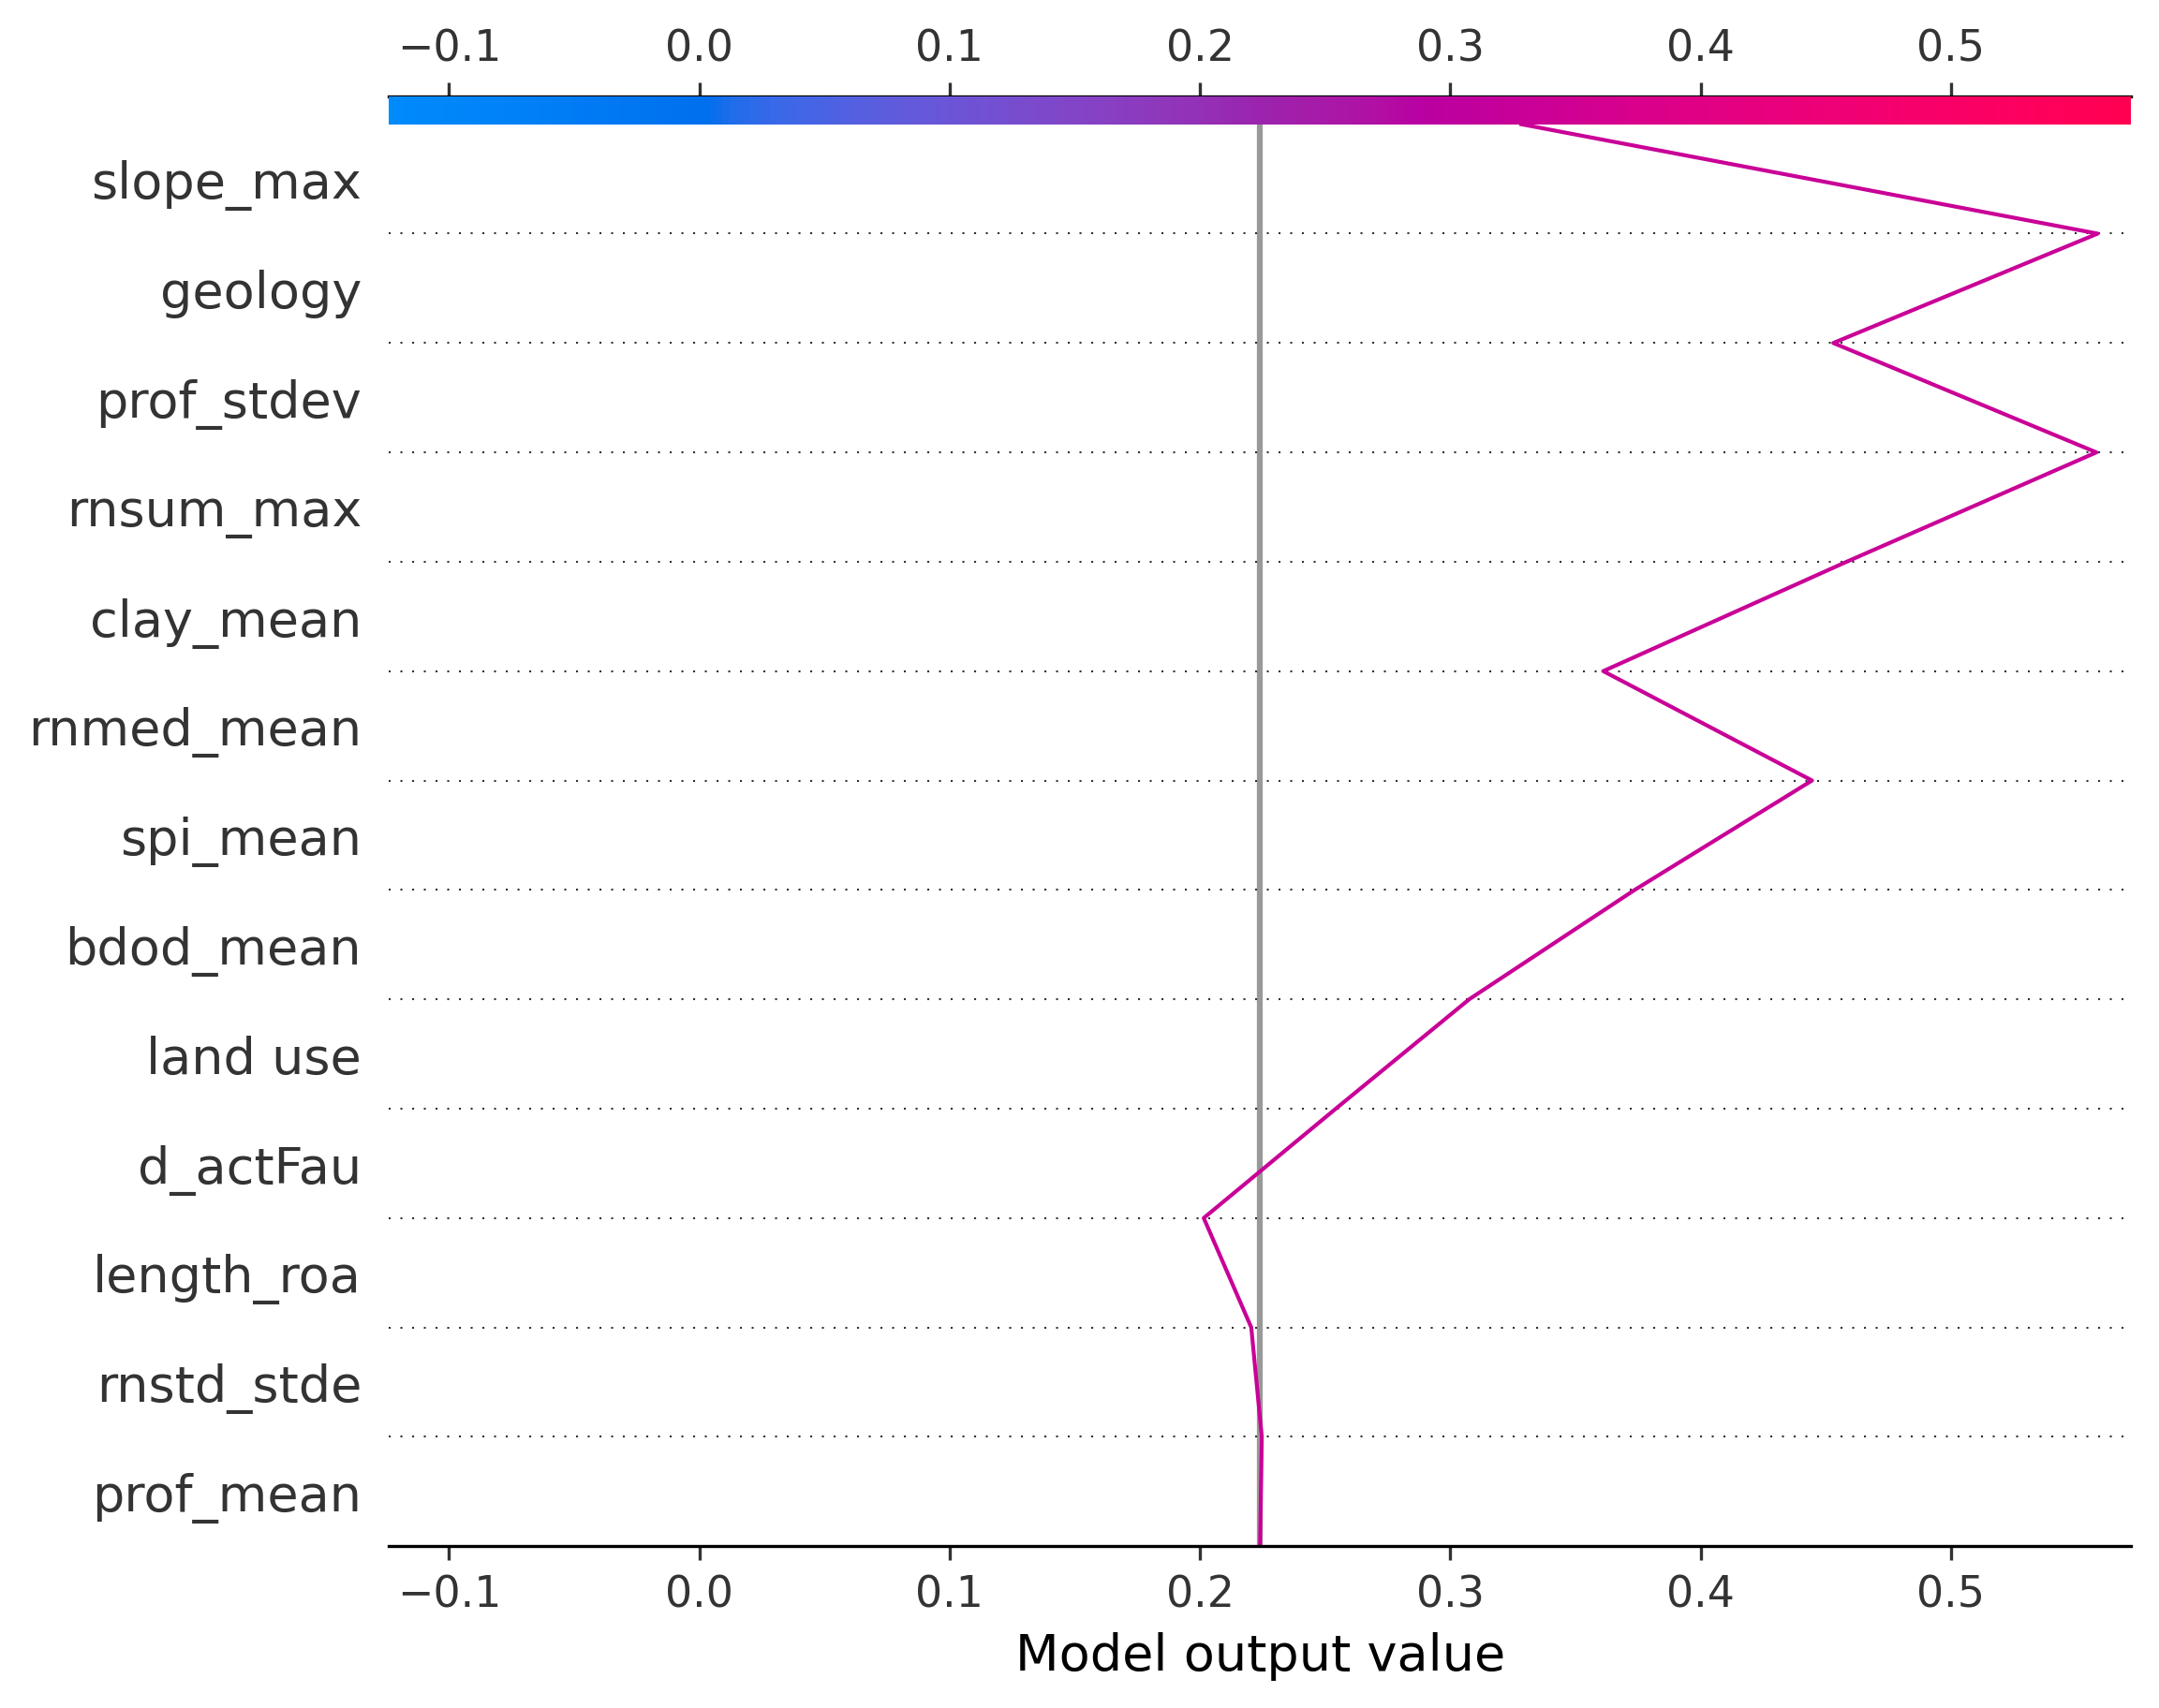 −0.1 0.0 0.1 0.2 0.3 0.4 0.5
slope_max
geology
prof_stdev
rnsum_max
clay_mean
rnmed_mean
spi_mean
bdod_mean
land use
d_actFau
length_roa
rnstd_stde
prof_mean
−0.1 0.0 0.1 0.2 0.3 0.4 0.5
Model output value